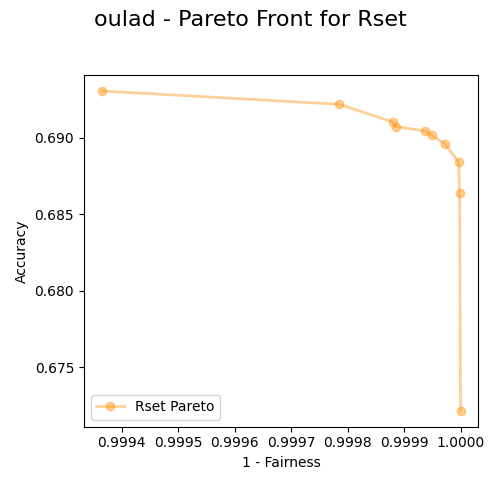 oulad - Pareto Front for Rset
Accuracy
0.690
0.685
0.680
0.675
Rset Pareto
0.9994 0.9995 0.9996 0.9997 0.9998 0.9999 1.0000
1 - Fairness